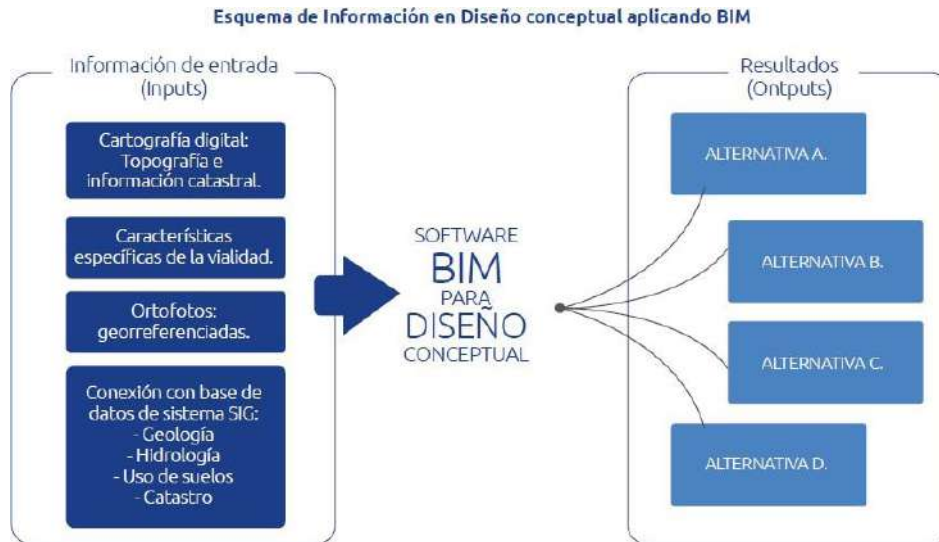 Esquema de Información en Diseño conceptual aplicando BIM
Información de entrada
(Inputs)
Cartografía digital:
Topografía e
información catastral.
Características
específicas de la vialidad.
Ortofotos:
georreferenciadas.
Conexión con base de
datos de sistema SIG:
- Geología
- Hidrología
- Uso de suelos
- Catastro
SOFTWARE
BIM
PARA
DISEÑO
CONCEPTUAL
Resultados
(Ontputs)
ALTERNATIVA A.
ALTERNATIVA B.
ALTERNATIVA C.
ALTERNATIVA D.